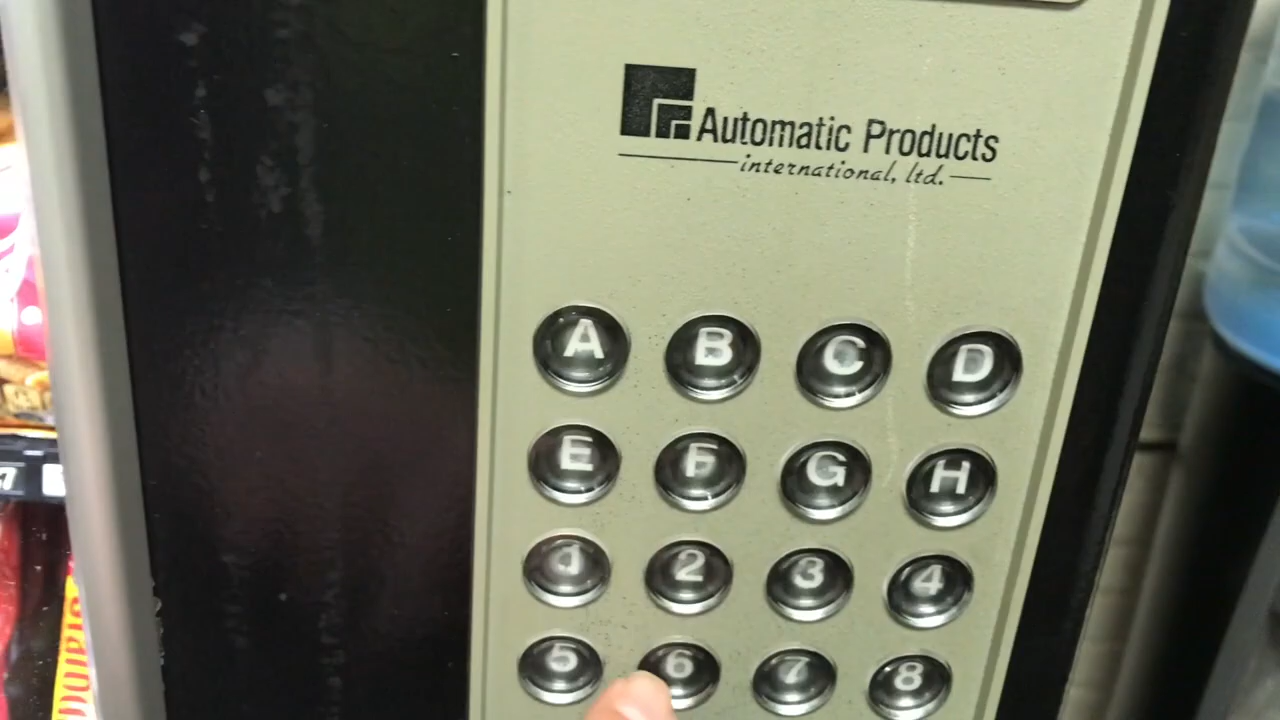 Automatic Products
international, ltd.
A B C D
E F G H
1 2 3 4
5 6 7 8